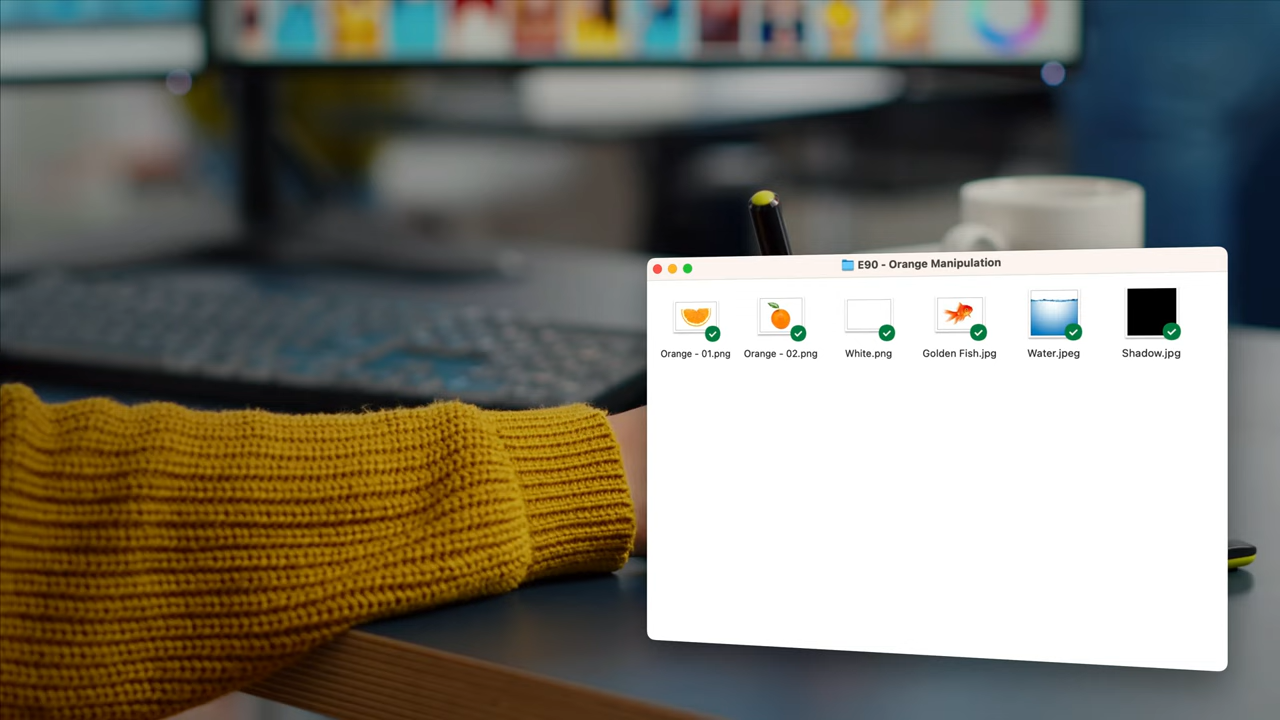 E90 - Orange Manipulation
Orange - 01.png
Orange - 02.png
White.png
Golden Fish.jpg
Water.jpeg
Shadow.jpg